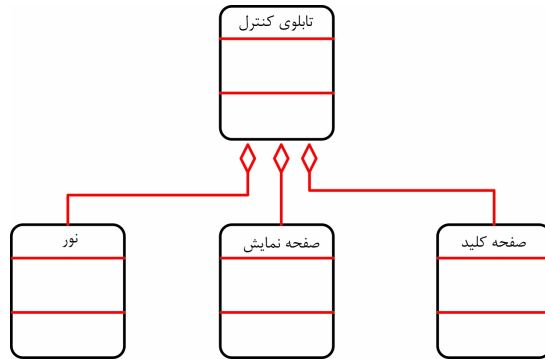 تابلوی کنترل
صفحه کلید
صفحه نمایش
نور